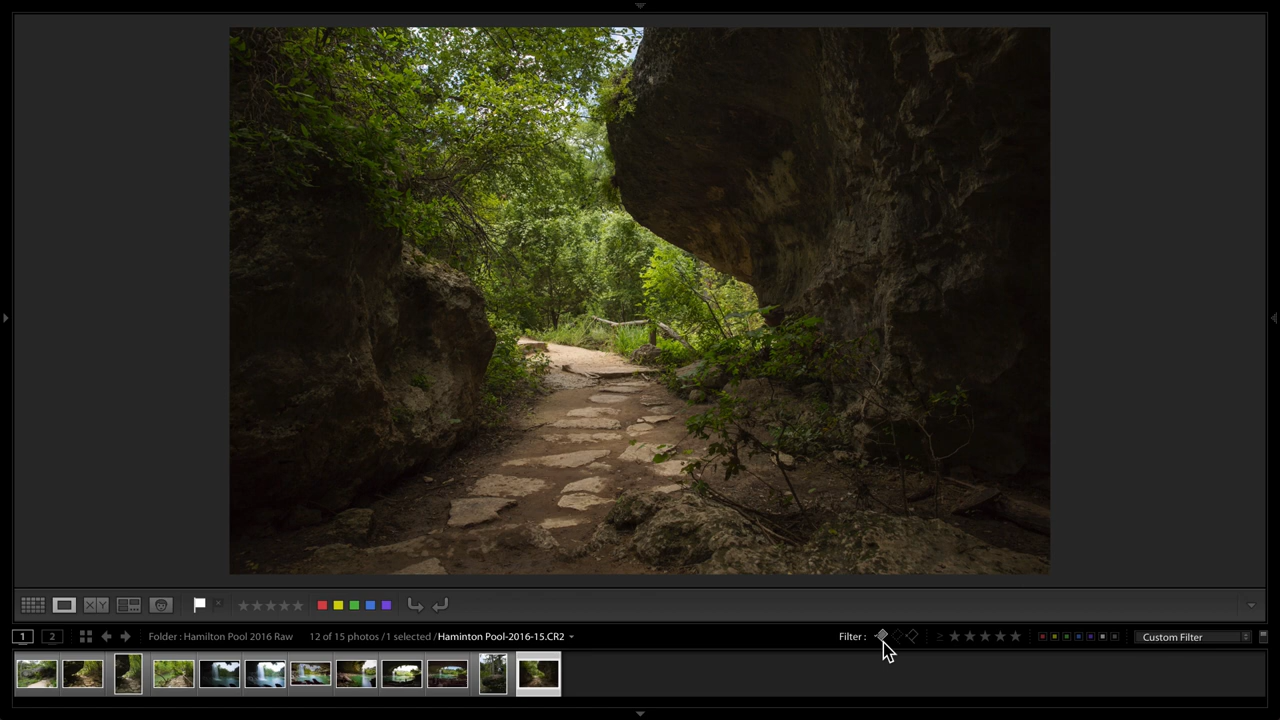 XY
1
2
Folder : Hamilton Pool 2016 Raw
12 of 15 photos / 1 selected / Haminton Pool-2016-15.CR2
Filter :
≥
Custom Filter